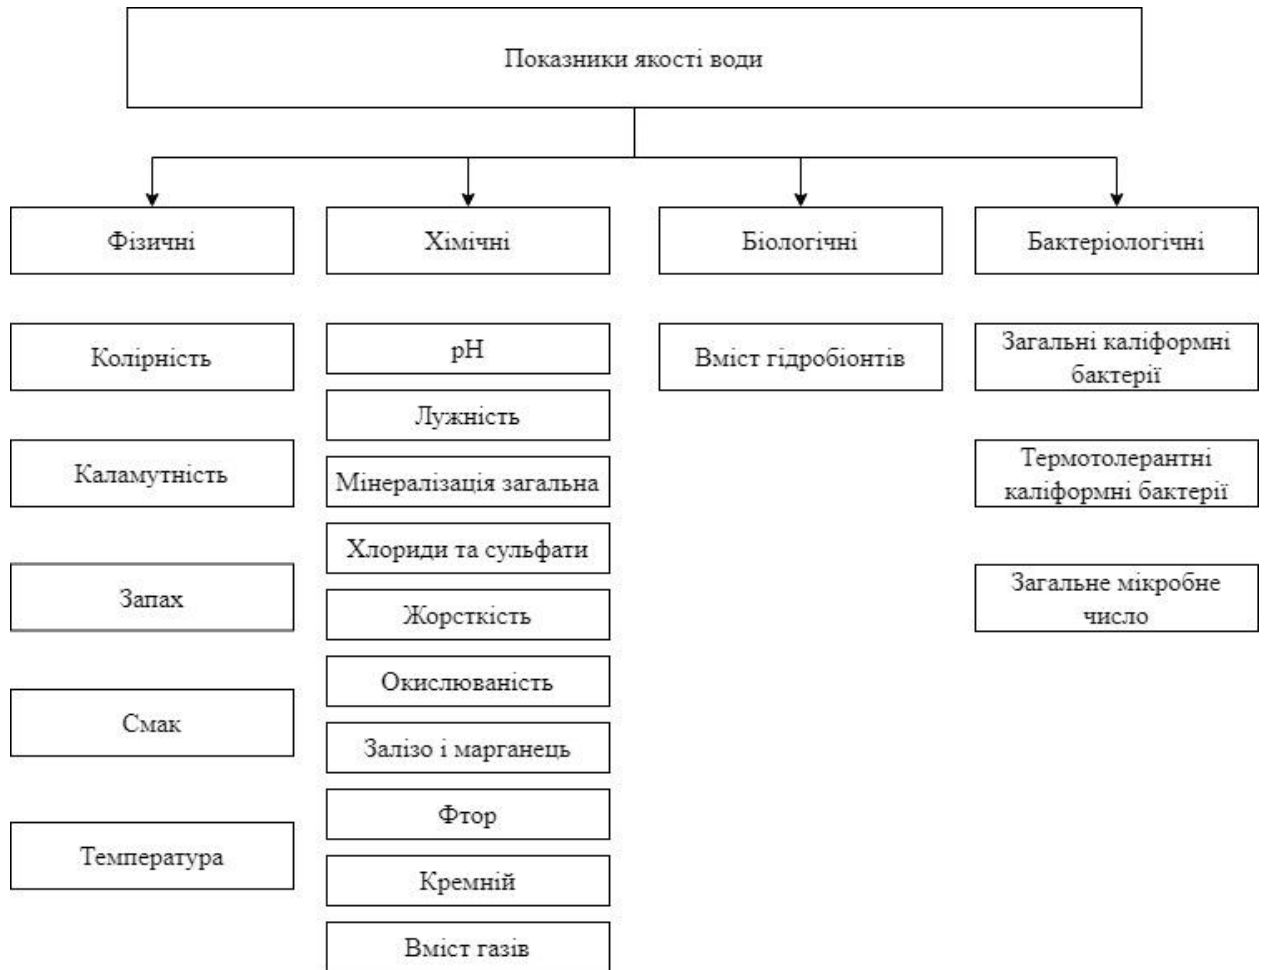 Показники якості води
Фізичні
Хімічні
Біологічні
Бактеріологічні
Колірність
Каламутність
Запах
Смак
Температура
pH
Лужність
Мінералізація загальна
Хлориди та сульфати
Жорсткість
Окислюваність
Залізо і марганець
Фтор
Кремній
Вміст газів
Вміст гідробіонтів
Загальні каліформні
бактерії
Термотолерантні
каліформні бактерії
Загальне мікробне
число